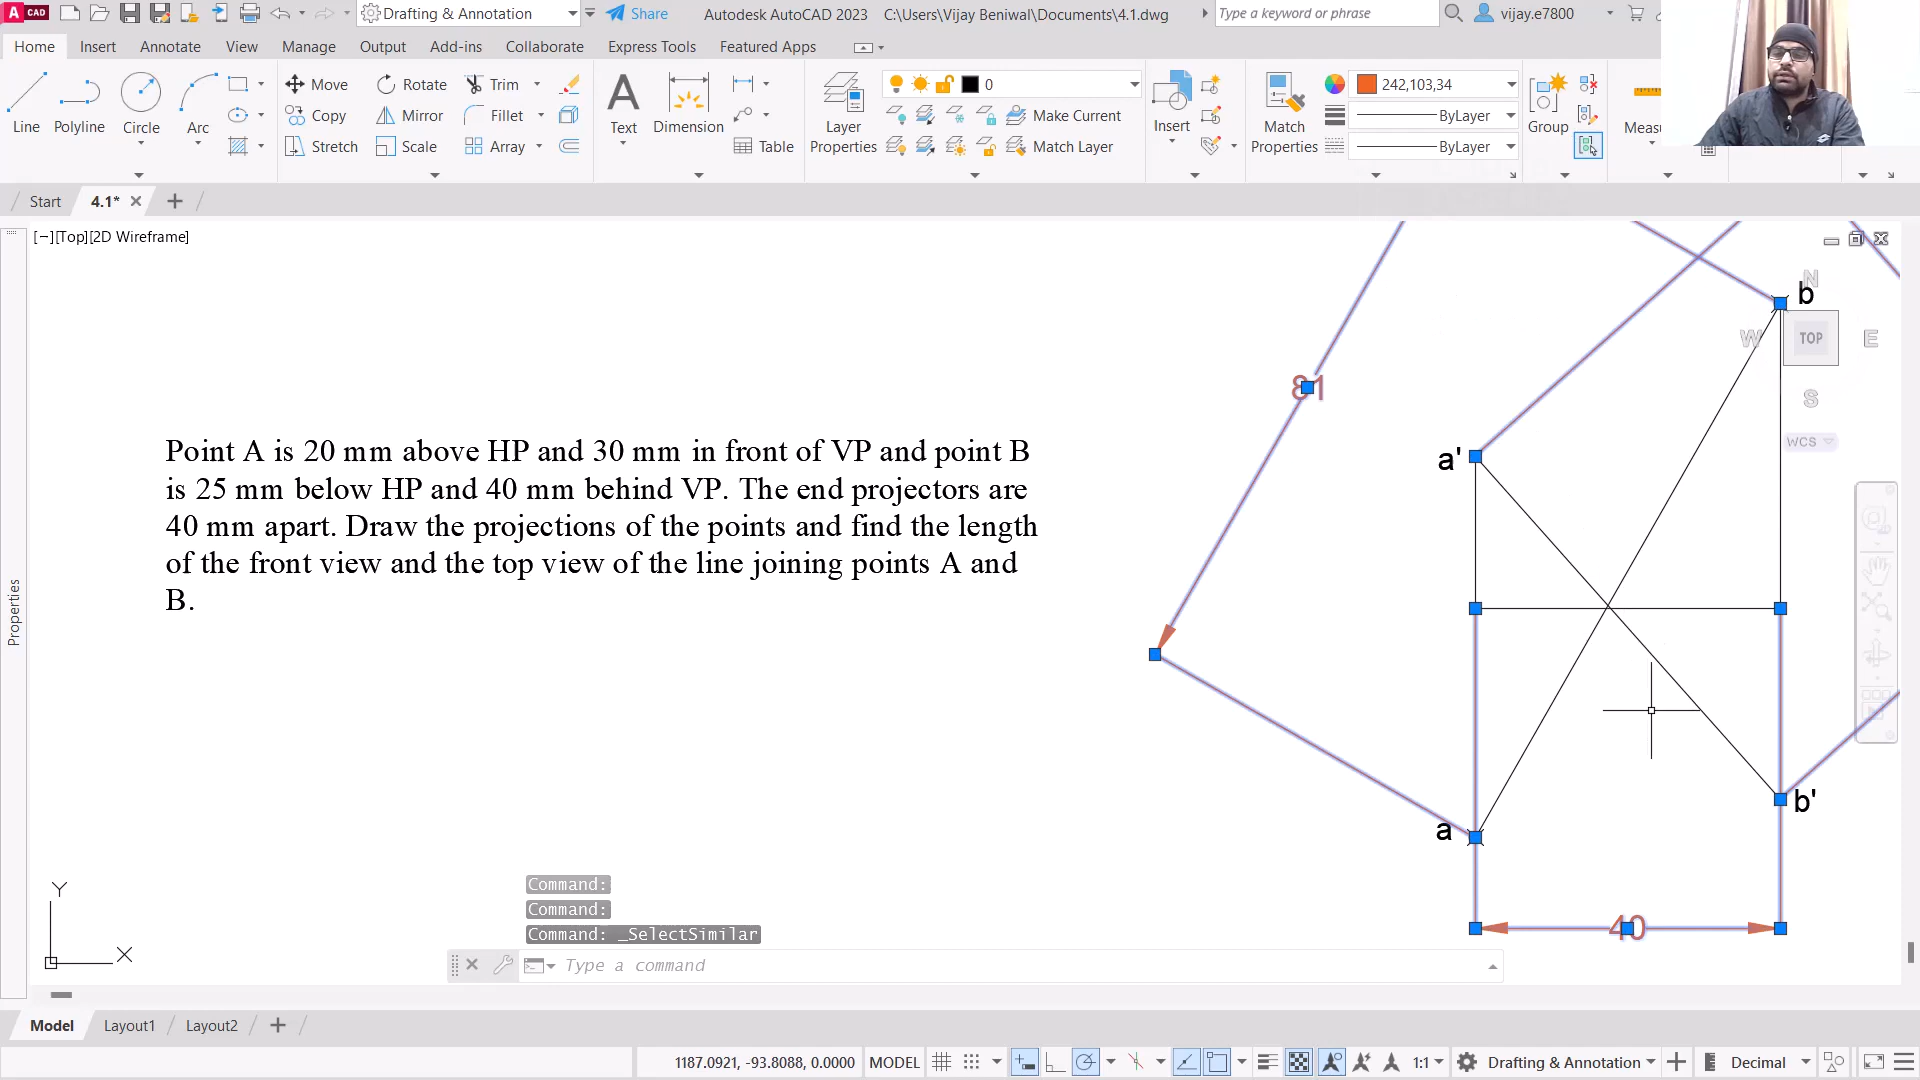 A CAD
Drafting & Annotation
Share
Autodesk AutoCAD 2023 C:\Users\Vijay Beniwal\Documents\4.1.dwg
Type a keyword or phrase
vijay.e7800
Home Insert Annotate View Manage Output Add-ins Collaborate Express Tools Featured Apps
Line Polyline Circle Arc
Move Rotate Trim
Copy Mirror Fillet
Stretch Scale Array
Text Dimension Table
Layer Properties
0
Make Current
Match Layer
Insert
Match Properties
242,103,34
ByLayer
ByLayer
Group
Start 4.1*
[−][Top][2D Wireframe]
Properties
Point A is 20 mm above HP and 30 mm in front of VP and point B
is 25 mm below HP and 40 mm behind VP. The end projectors are
40 mm apart. Draw the projections of the points and find the length
of the front view and the top view of the line joining points A and
B.
N
b
W TOP E
S
WCS
81
a'
b'
a
40
Y
X
Command:
Command:
Command: _SelectSimilar
Type a command
Model Layout1 Layout2
1187.0921, -93.8088, 0.0000 MODEL 1:1 Drafting & Annotation Decimal